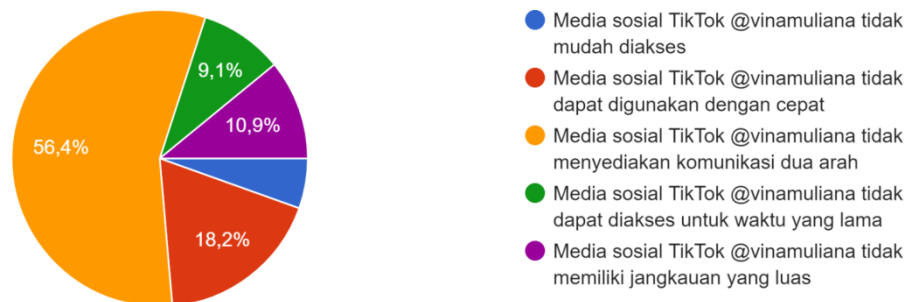 9,1%
10,9%
56,4%
18,2%
Media sosial TikTok @vinamuliana tidak
mudah diakses
Media sosial TikTok @vinamuliana tidak
dapat digunakan dengan cepat
Media sosial TikTok @vinamuliana tidak
menyediakan komunikasi dua arah
Media sosial TikTok @vinamuliana tidak
dapat diakses untuk waktu yang lama
Media sosial TikTok @vinamuliana tidak
memiliki jangkauan yang luas